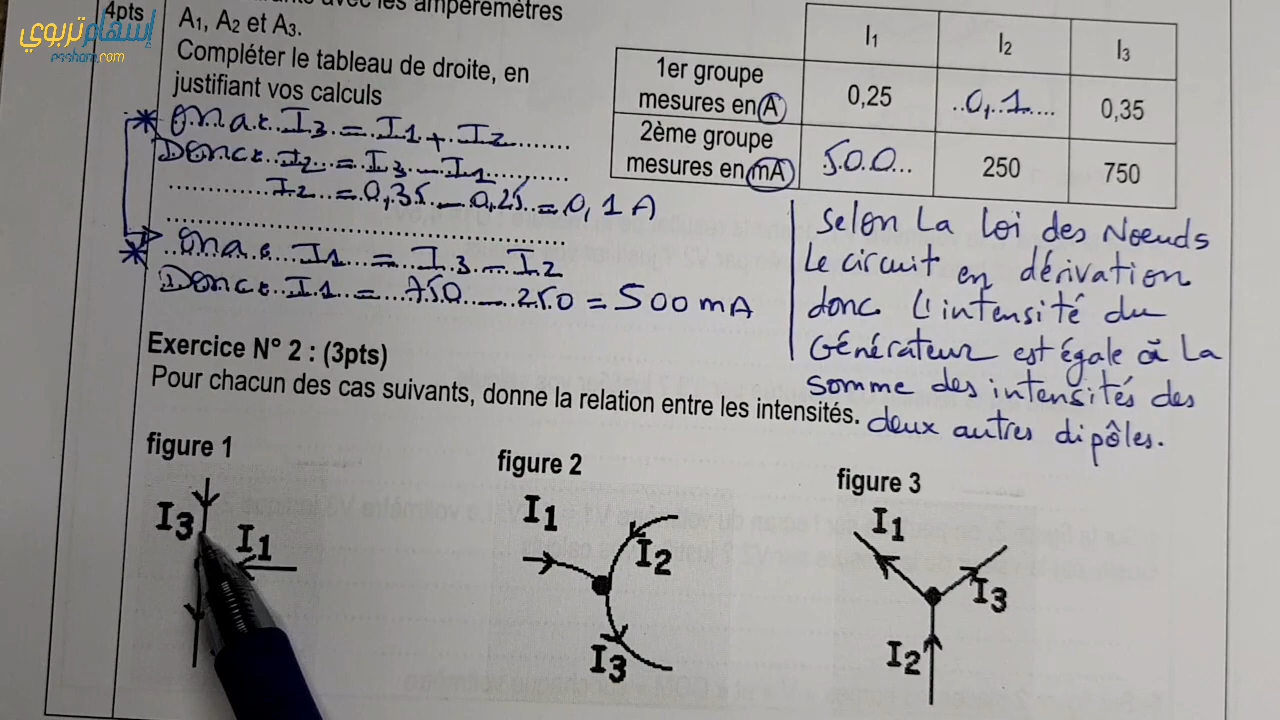 إسهام تربوي
essham.com
4pts
avec les ampèremètres
A₁, A₂ et A₃.
Compléter le tableau de droite, en
justifiant vos calculs
I₁ I₂ I₃
1er groupe
mesures en A 0,25 0,1 0,35
2ème groupe
mesures en mA 500 250 750
* On a : I3 = I1 + I2
Donc : I2 = I3 - I1
I2 = 0,35 - 0,25 = 0,1 A
* On a : I1 = I3 - I2
Donc : I1 = 750 - 250 = 500 mA
Selon La loi des Noeuds
Le circuit en dérivation
donc L'intensité du
Générateur est égale à La
somme des intensités des
deux autres dipôles.
Exercice N° 2 : (3pts)
Pour chacun des cas suivants, donne la relation entre les intensités.
figure 1
I3
I1
figure 2
I1
I2
I3
figure 3
I1
I3
I2